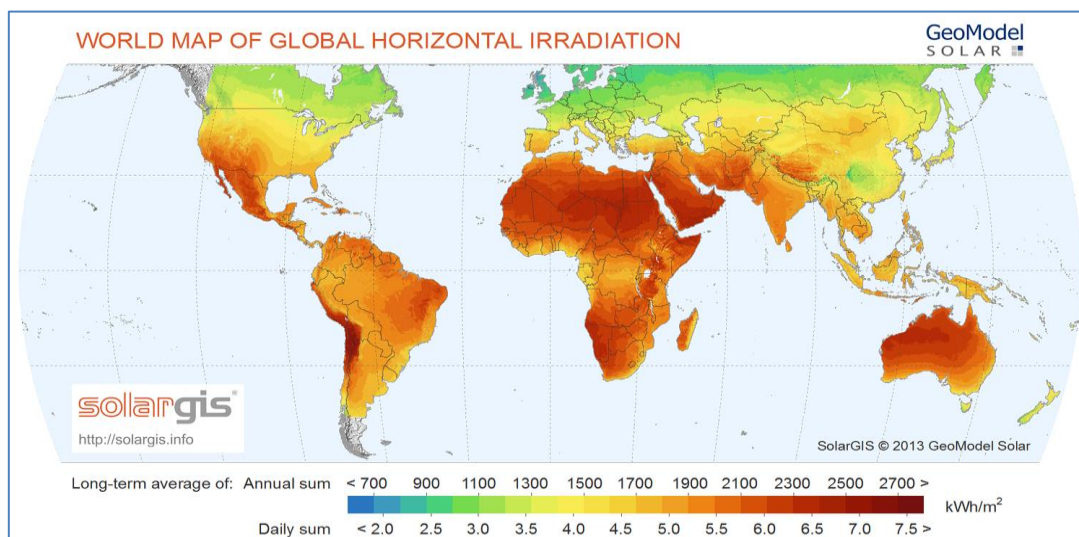 WORLD MAP OF GLOBAL HORIZONTAL IRRADIATION
GeoModel
SOLAR
solargis®
http://solargis.info
SolarGIS © 2013 GeoModel Solar
Long-term average of: Annual sum < 700 900 1100 1300 1500 1700 1900 2100 2300 2500 2700 >
kWh/m²
Daily sum < 2.0 2.5 3.0 3.5 4.0 4.5 5.0 5.5 6.0 6.5 7.0 7.5 >